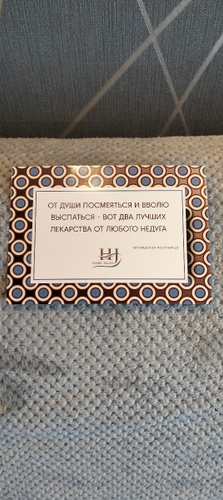 ОТ ДУШИ ПОСМЕЯТЬСЯ И ВВОЛЮ
ВЫСПАТЬСЯ - ВОТ ДВА ЛУЧШИХ
ЛЕКАРСТВА ОТ ЛЮБОГО НЕДУГА